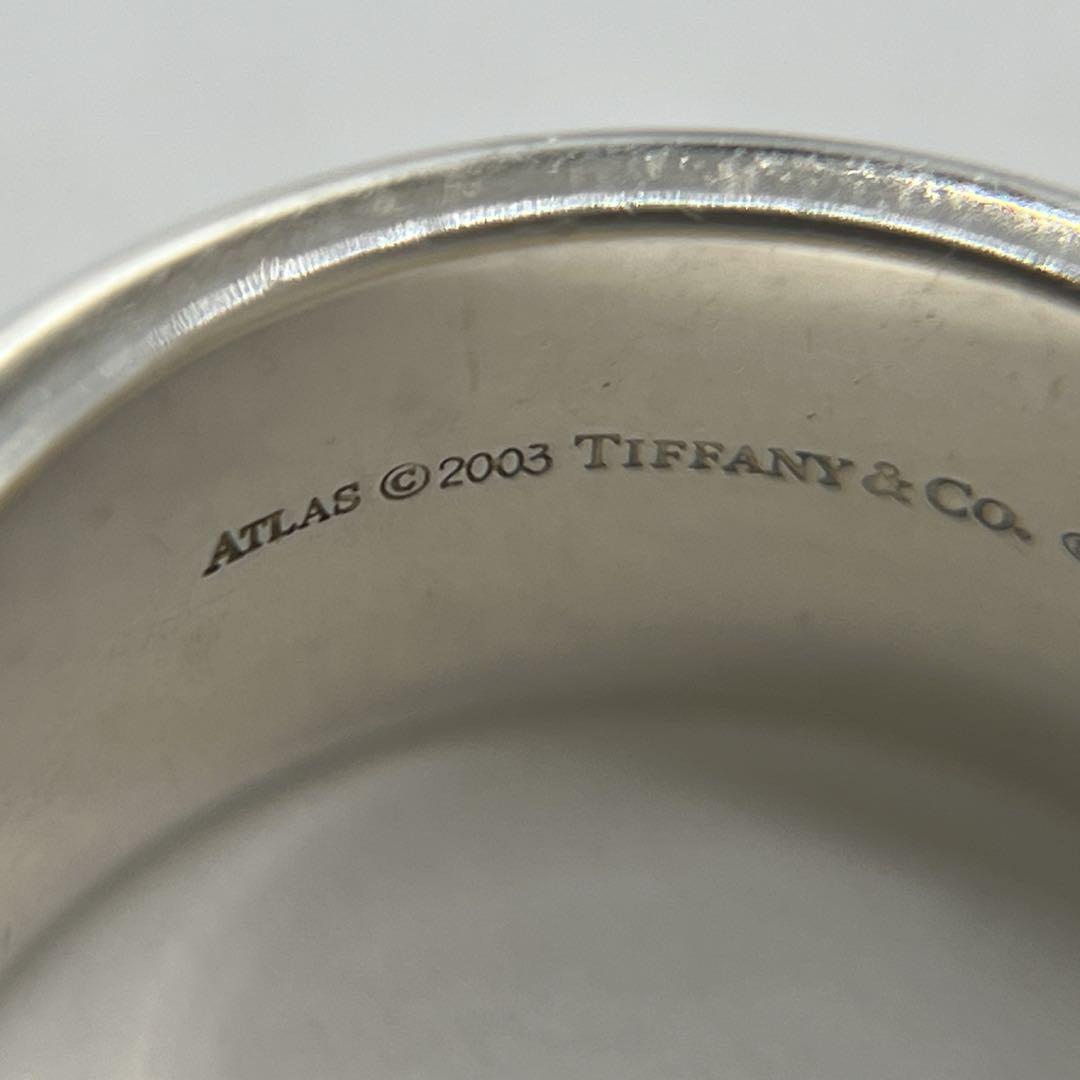 ATLAS ©2003 TIFFANY & CO.